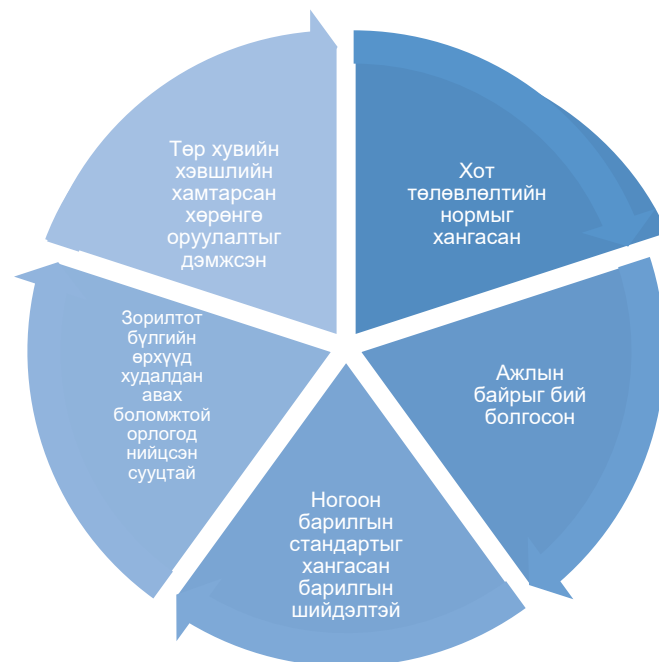 Хот
төлөвлөлтийн
нормыг
хангасан
Ажлын
байрыг бий
болгосон
Ногоон
барилгын
стандартыг
хангасан
барилгын
шийдэлтэй
Зорилтот
бүлгийн
өрхүүд
худалдан
авах
боломжтой
орлогод
нийцсэн
сууцтай
Төр хувийн
хэвшлийн
хамтарсан
хөрөнгө
оруулалтыг
дэмжсэн